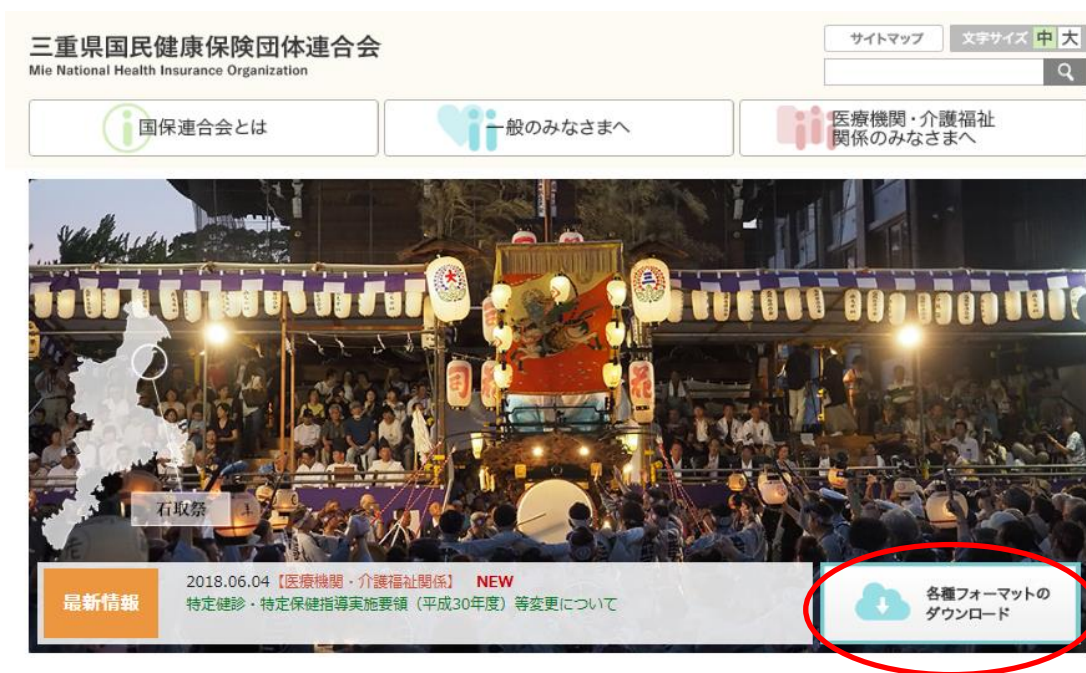 三重県国民健康保険団体連合会
Mie National Health Insurance Organization
サイトマップ
文字サイズ 中 大
国保連合会とは
一般のみなさまへ
医療機関・介護福祉
関係のみなさまへ
大
三
司
花
石取祭
最新情報
2018.06.04【医療機関・介護福祉関係】 NEW
特定健診・特定保健指導実施要領（平成30年度）等変更について
各種フォーマットの
ダウンロード